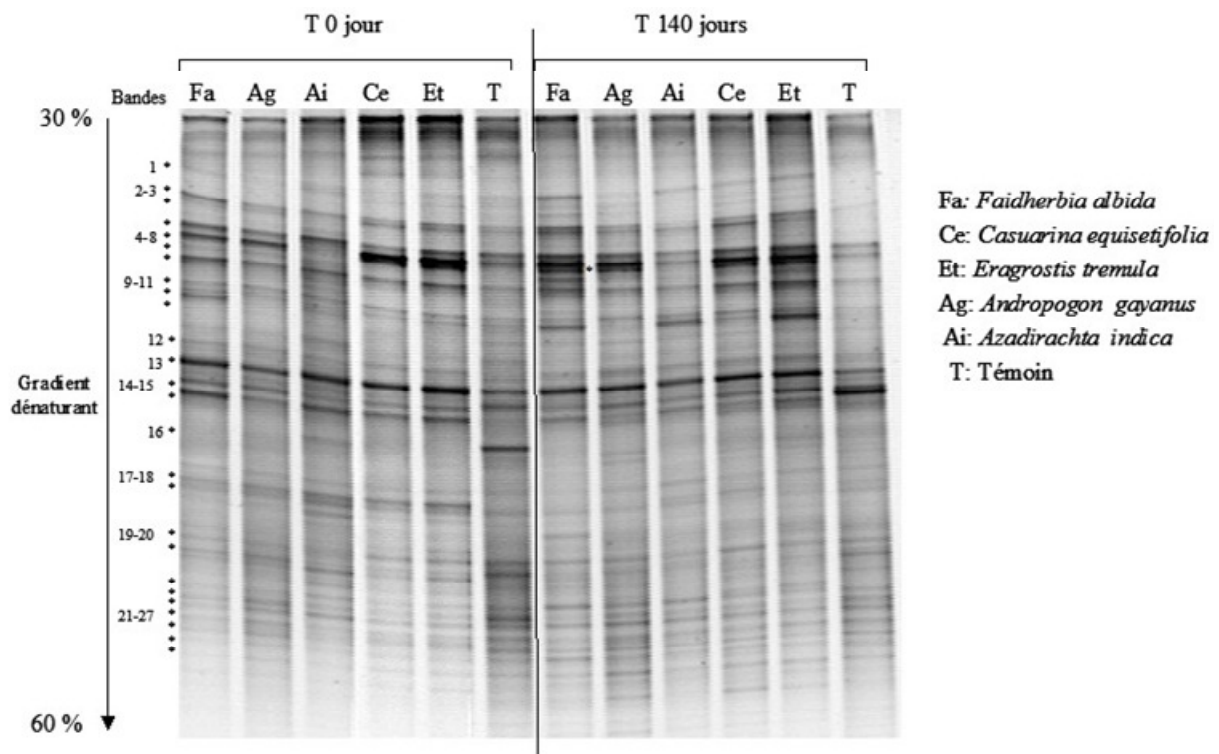 T 0 jour
T 140 jours
Bandes
Fa Ag Ai Ce Et T
Fa Ag Ai Ce Et T
30 %
1
2-3
4-8
9-11
12
13
14-15
16
17-18
19-20
21-27
Gradient
dénaturant
60 %
Fa: Faidherbia albida
Ce: Casuarina equisetifolia
Et: Eragrostis tremula
Ag: Andropogon gayanus
Ai: Azadirachta indica
T: Témoin